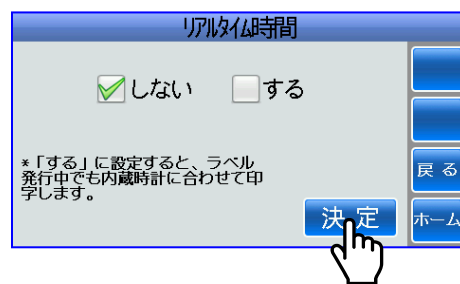 リアルタイム時間
しない
する
*「する」に設定すると、ラベル
発行中でも内蔵時計に合わせて印
字します。
戻る
決定
ホーム